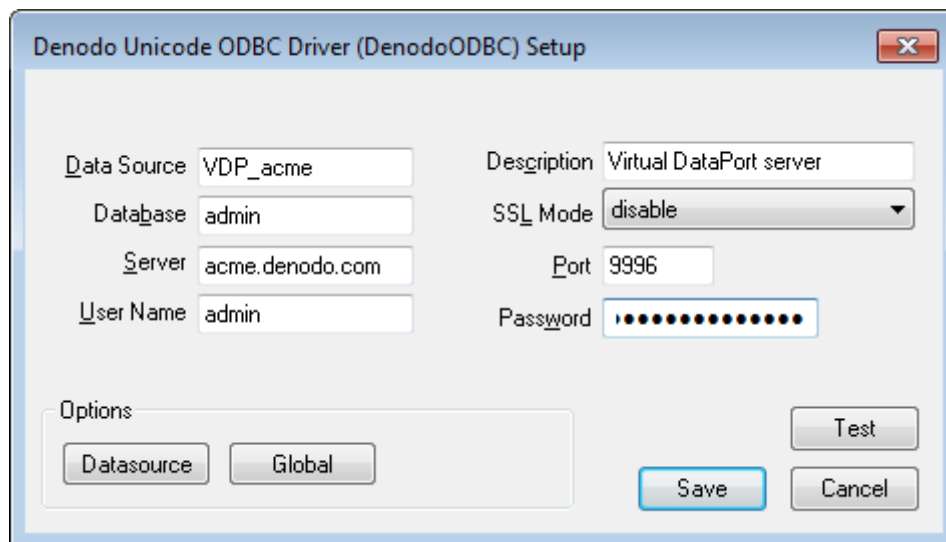 Denodo Unicode ODBC Driver (DenodoODBC) Setup
Data Source VDP_acme Description Virtual DataPort server
Database admin SSL Mode disable
Server acme.denodo.com Port 9996
User Name admin Password ••••••••••••••
Options
Datasource Global
Test
Save Cancel